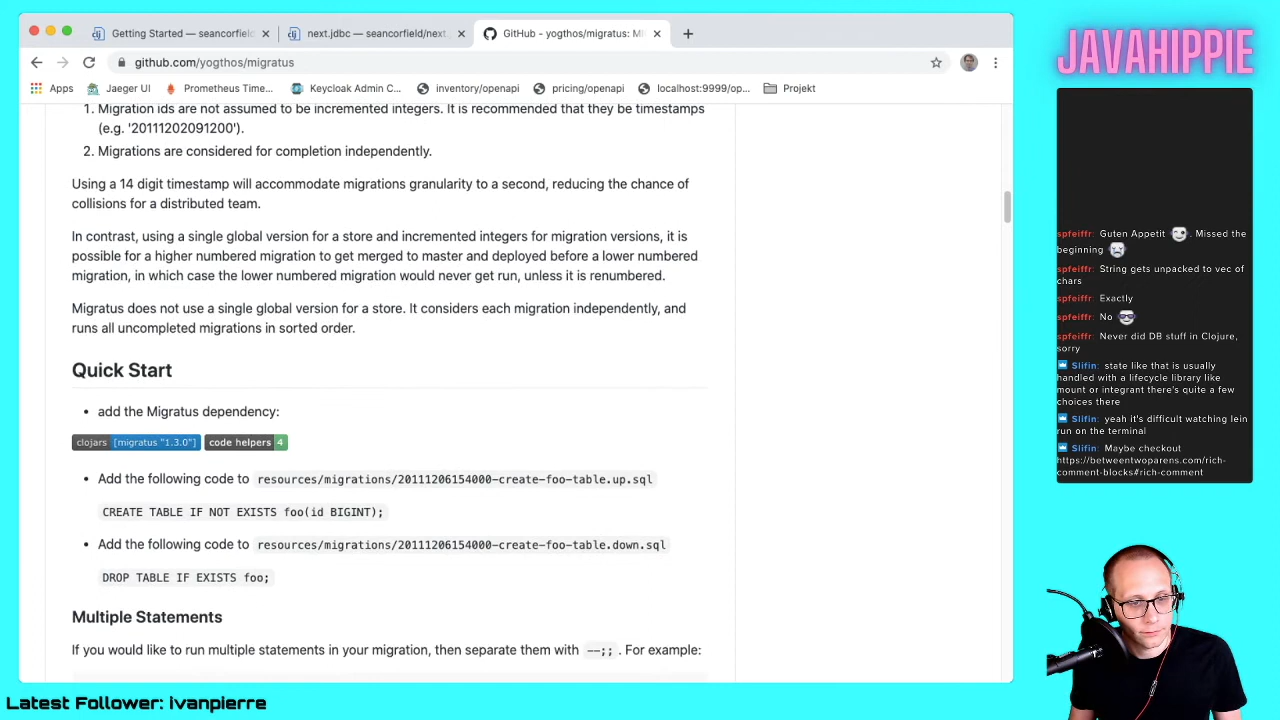 Getting Started — seancorfield
next.jdbc — seancorfield/next.
GitHub - yogthos/migratus: M
github.com/yogthos/migratus
Apps
Jaeger UI
Prometheus Time...
Keycloak Admin C...
inventory/openapi
pricing/openapi
localhost:9999/op...
Projekt
1. Migration ids are not assumed to be incremented integers. It is recommended that they be timestamps
(e.g. '20111202091200').
2. Migrations are considered for completion independently.
Using a 14 digit timestamp will accommodate migrations granularity to a second, reducing the chance of
collisions for a distributed team.
In contrast, using a single global version for a store and incremented integers for migration versions, it is
possible for a higher numbered migration to get merged to master and deployed before a lower numbered
migration, in which case the lower numbered migration would never get run, unless it is renumbered.
Migratus does not use a single global version for a store. It considers each migration independently, and
runs all uncompleted migrations in sorted order.
Quick Start
• add the Migratus dependency:
clojars [migratus "1.3.0"] code helpers 4
• Add the following code to resources/migrations/20111206154000-create-foo-table.up.sql
CREATE TABLE IF NOT EXISTS foo(id BIGINT);
• Add the following code to resources/migrations/20111206154000-create-foo-table.down.sql
DROP TABLE IF EXISTS foo;
Multiple Statements
If you would like to run multiple statements in your migration, then separate them with --;; . For example:
JAVAHIPPIE
spfeiffr: Guten Appetit . Missed the
beginning
spfeiffr: String gets unpacked to vec of
chars
spfeiffr: Exactly
spfeiffr: No
spfeiffr: Never did DB stuff in Clojure,
sorry
Slifin: state like that is usually
handled with a lifecycle library like
mount or integrant there's quite a few
choices there
Slifin: yeah it's difficult watching lein
run on the terminal
Slifin: Maybe checkout
https://betweentwoparens.com/rich-
comment-blocks#rich-comment
Latest Follower: ivanpierre